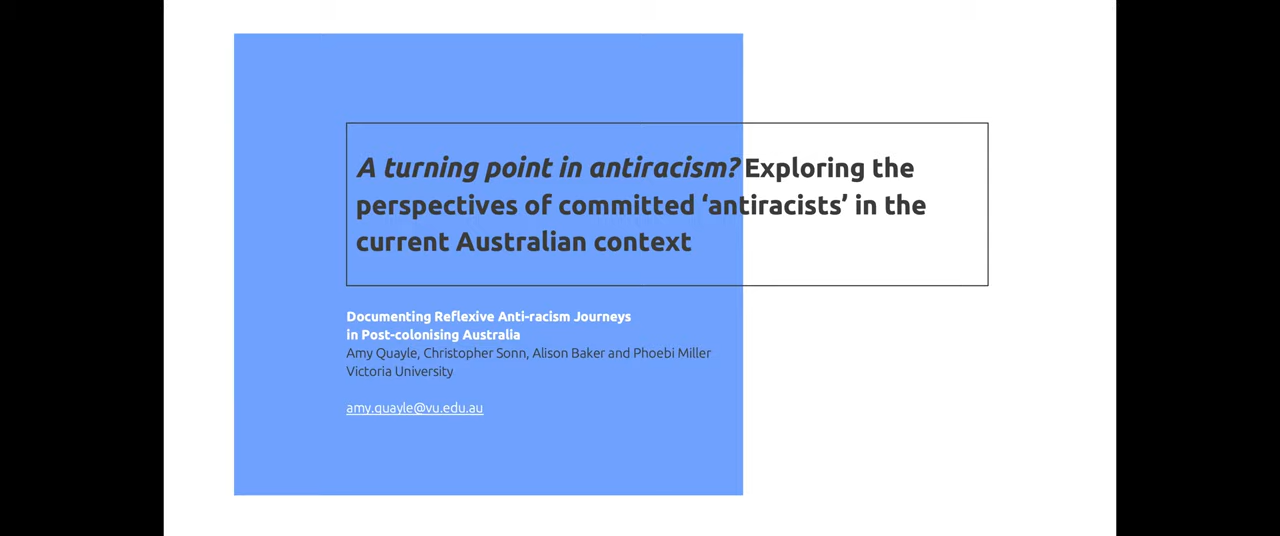 A turning point in antiracism? Exploring the
perspectives of committed ‘antiracists’ in the
current Australian context
Documenting Reflexive Anti-racism Journeys
in Post-colonising Australia
Amy Quayle, Christopher Sonn, Alison Baker and Phoebi Miller
Victoria University
amy.quayle@vu.edu.au